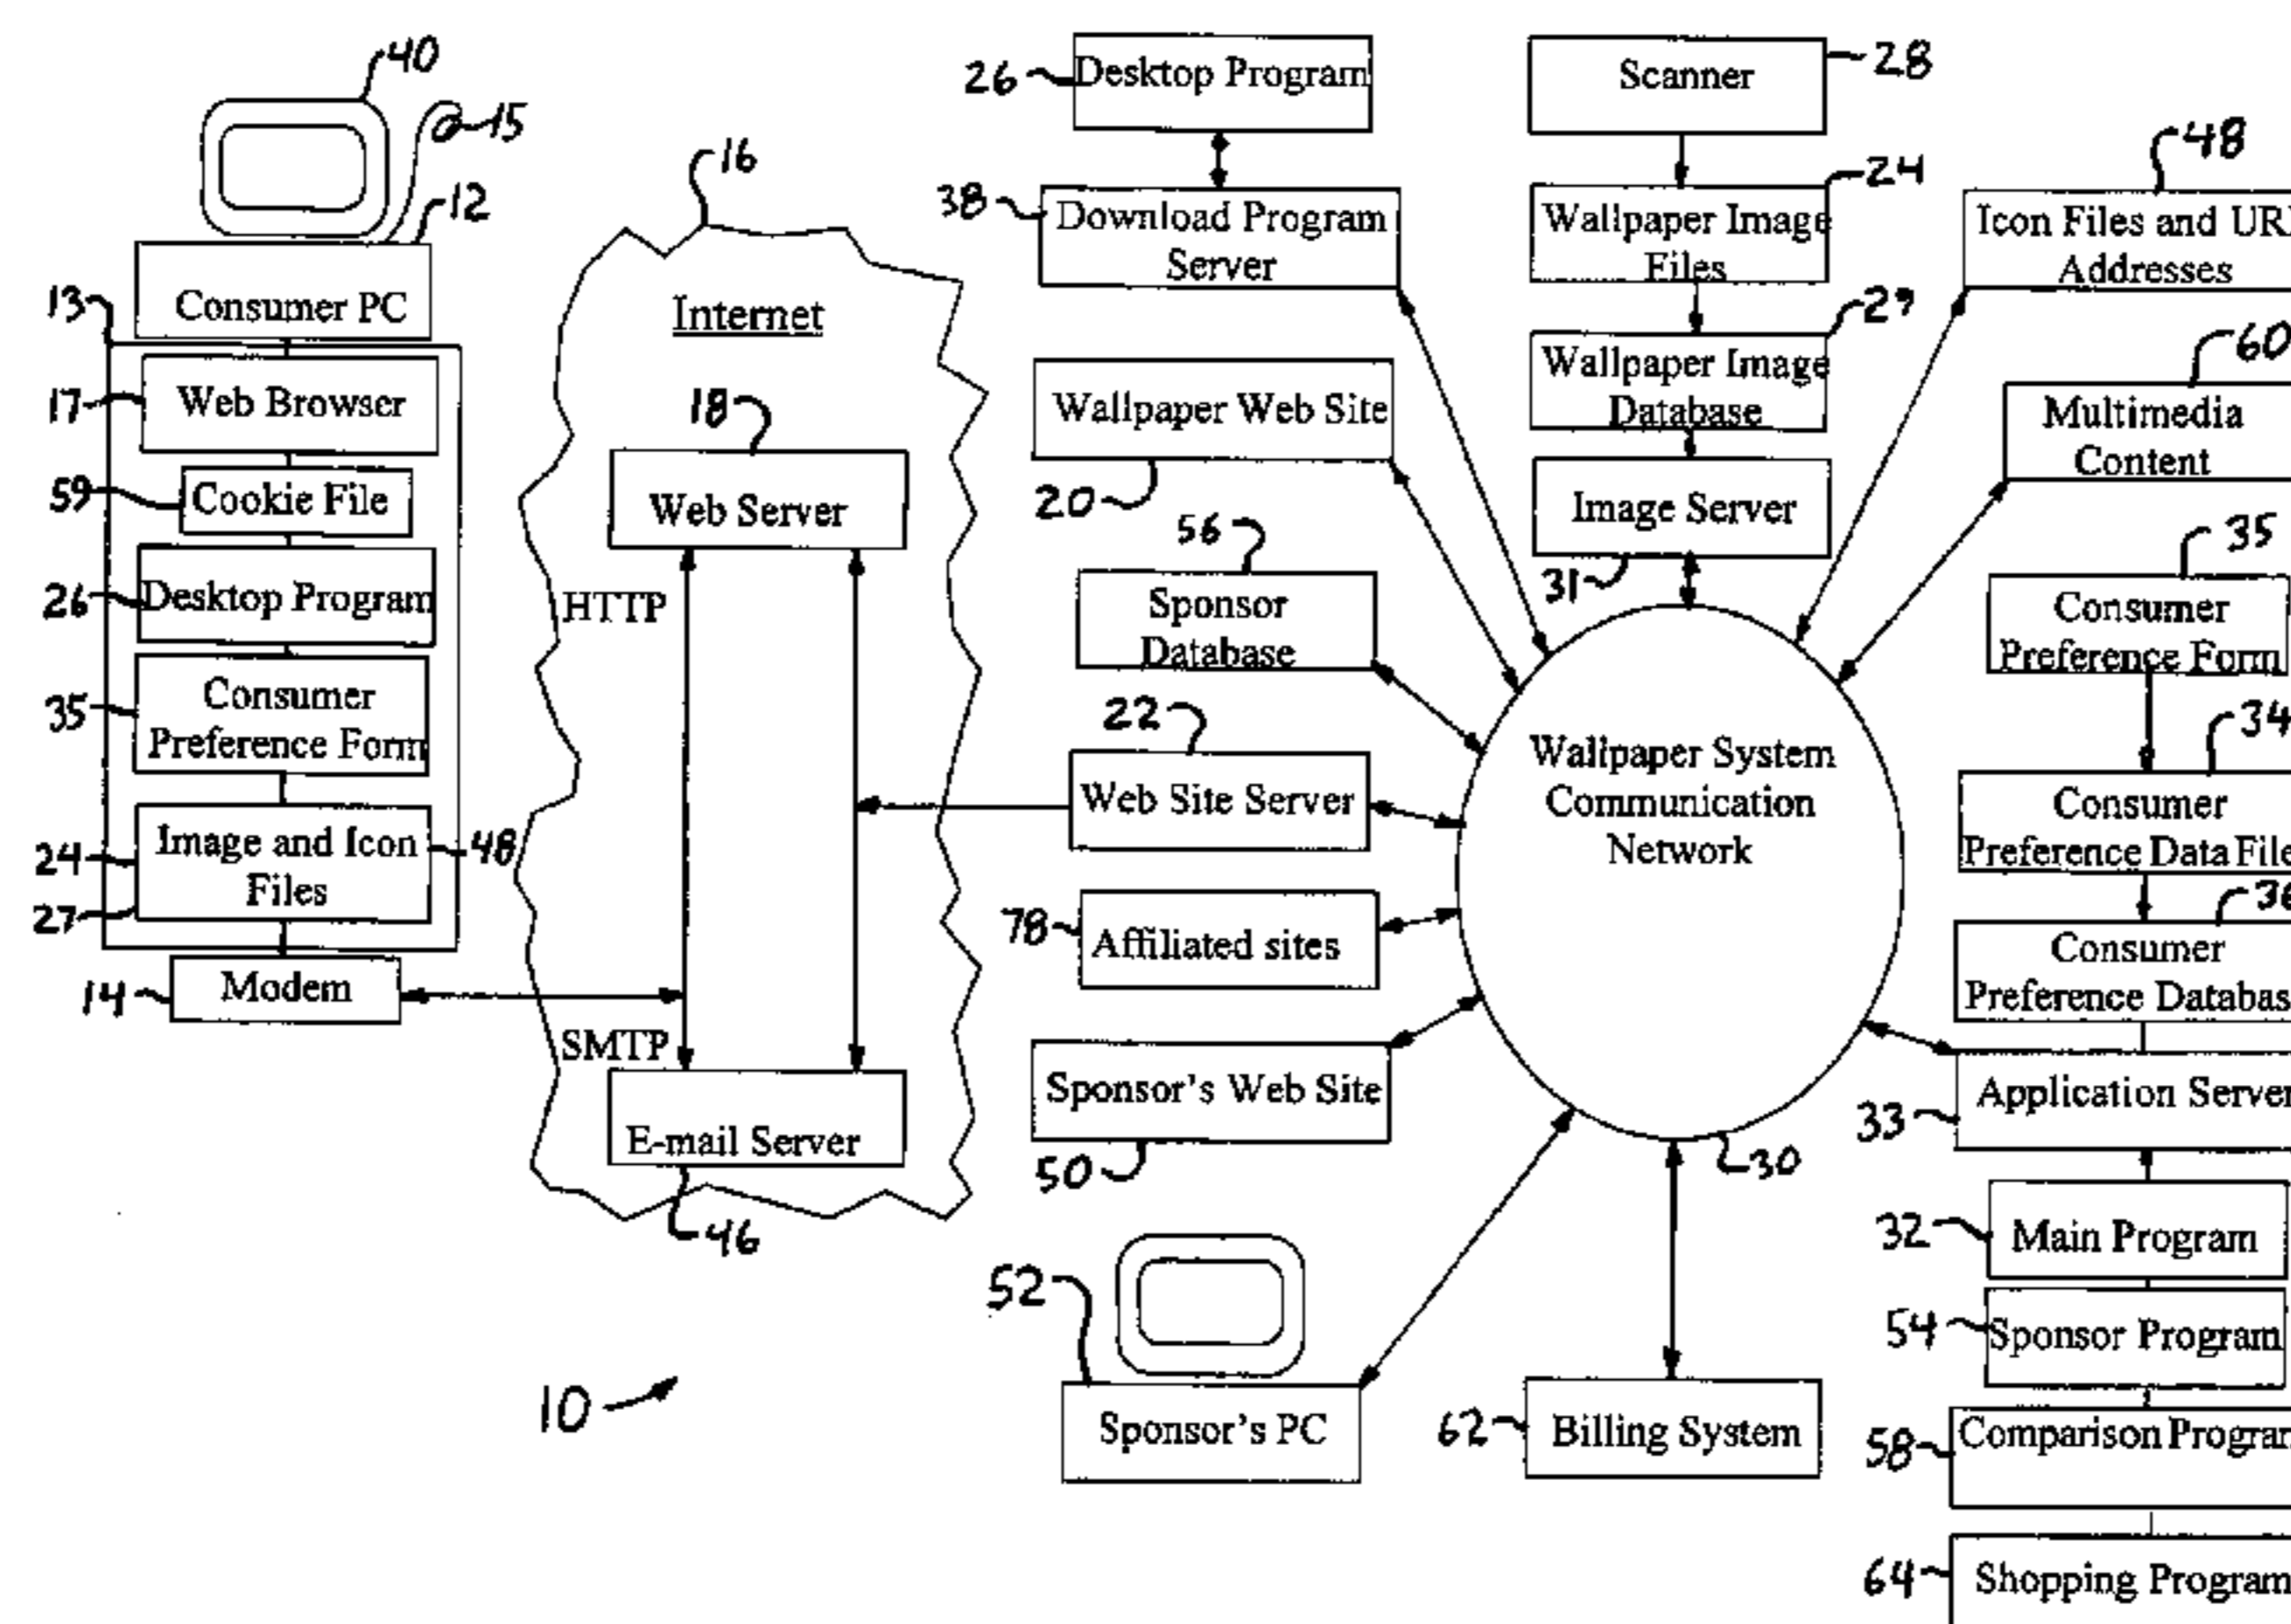 40
15
12
Consumer PC
13
Web Browser
17
Cookie File
59
Desktop Program
26
Consumer
Preference Form
35
Image and Icon
Files
24
48
27
Modem
14
16
Internet
18
Web Server
HTTP
SMTP
E-mail Server
46
10
26
Desktop Program
38
Download Program
Server
Wallpaper Web Site
20
56
Sponsor
Database
22
Web Site Server
78
Affiliated sites
Sponsor's Web Site
50
52
Sponsor's PC
Scanner
28
24
Wallpaper Image
Files
Wallpaper Image
Database
Image Server
31
Wallpaper System
Communication
Network
30
62
Billing System
48
Icon Files and UR
Addresses
60
Multimedia
Content
35
Consumer
Preference Form
34
Consumer
Preference Data File
36
Consumer
Preference Databas
Application Server
33
32
Main Program
54
Sponsor Program
58
Comparison Program
64
Shopping Program